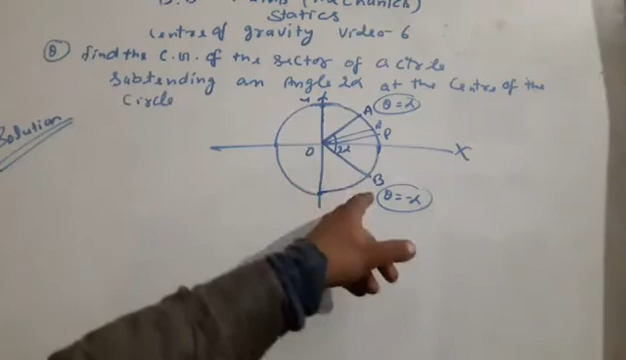 Statics
Centre of gravity Video-6
Q Find the C.G. of the sector of a circle
subtending an Angle 2α at the Centre of the
Circle
Solution
A θ=α
P
O 2α X
B
θ=-α